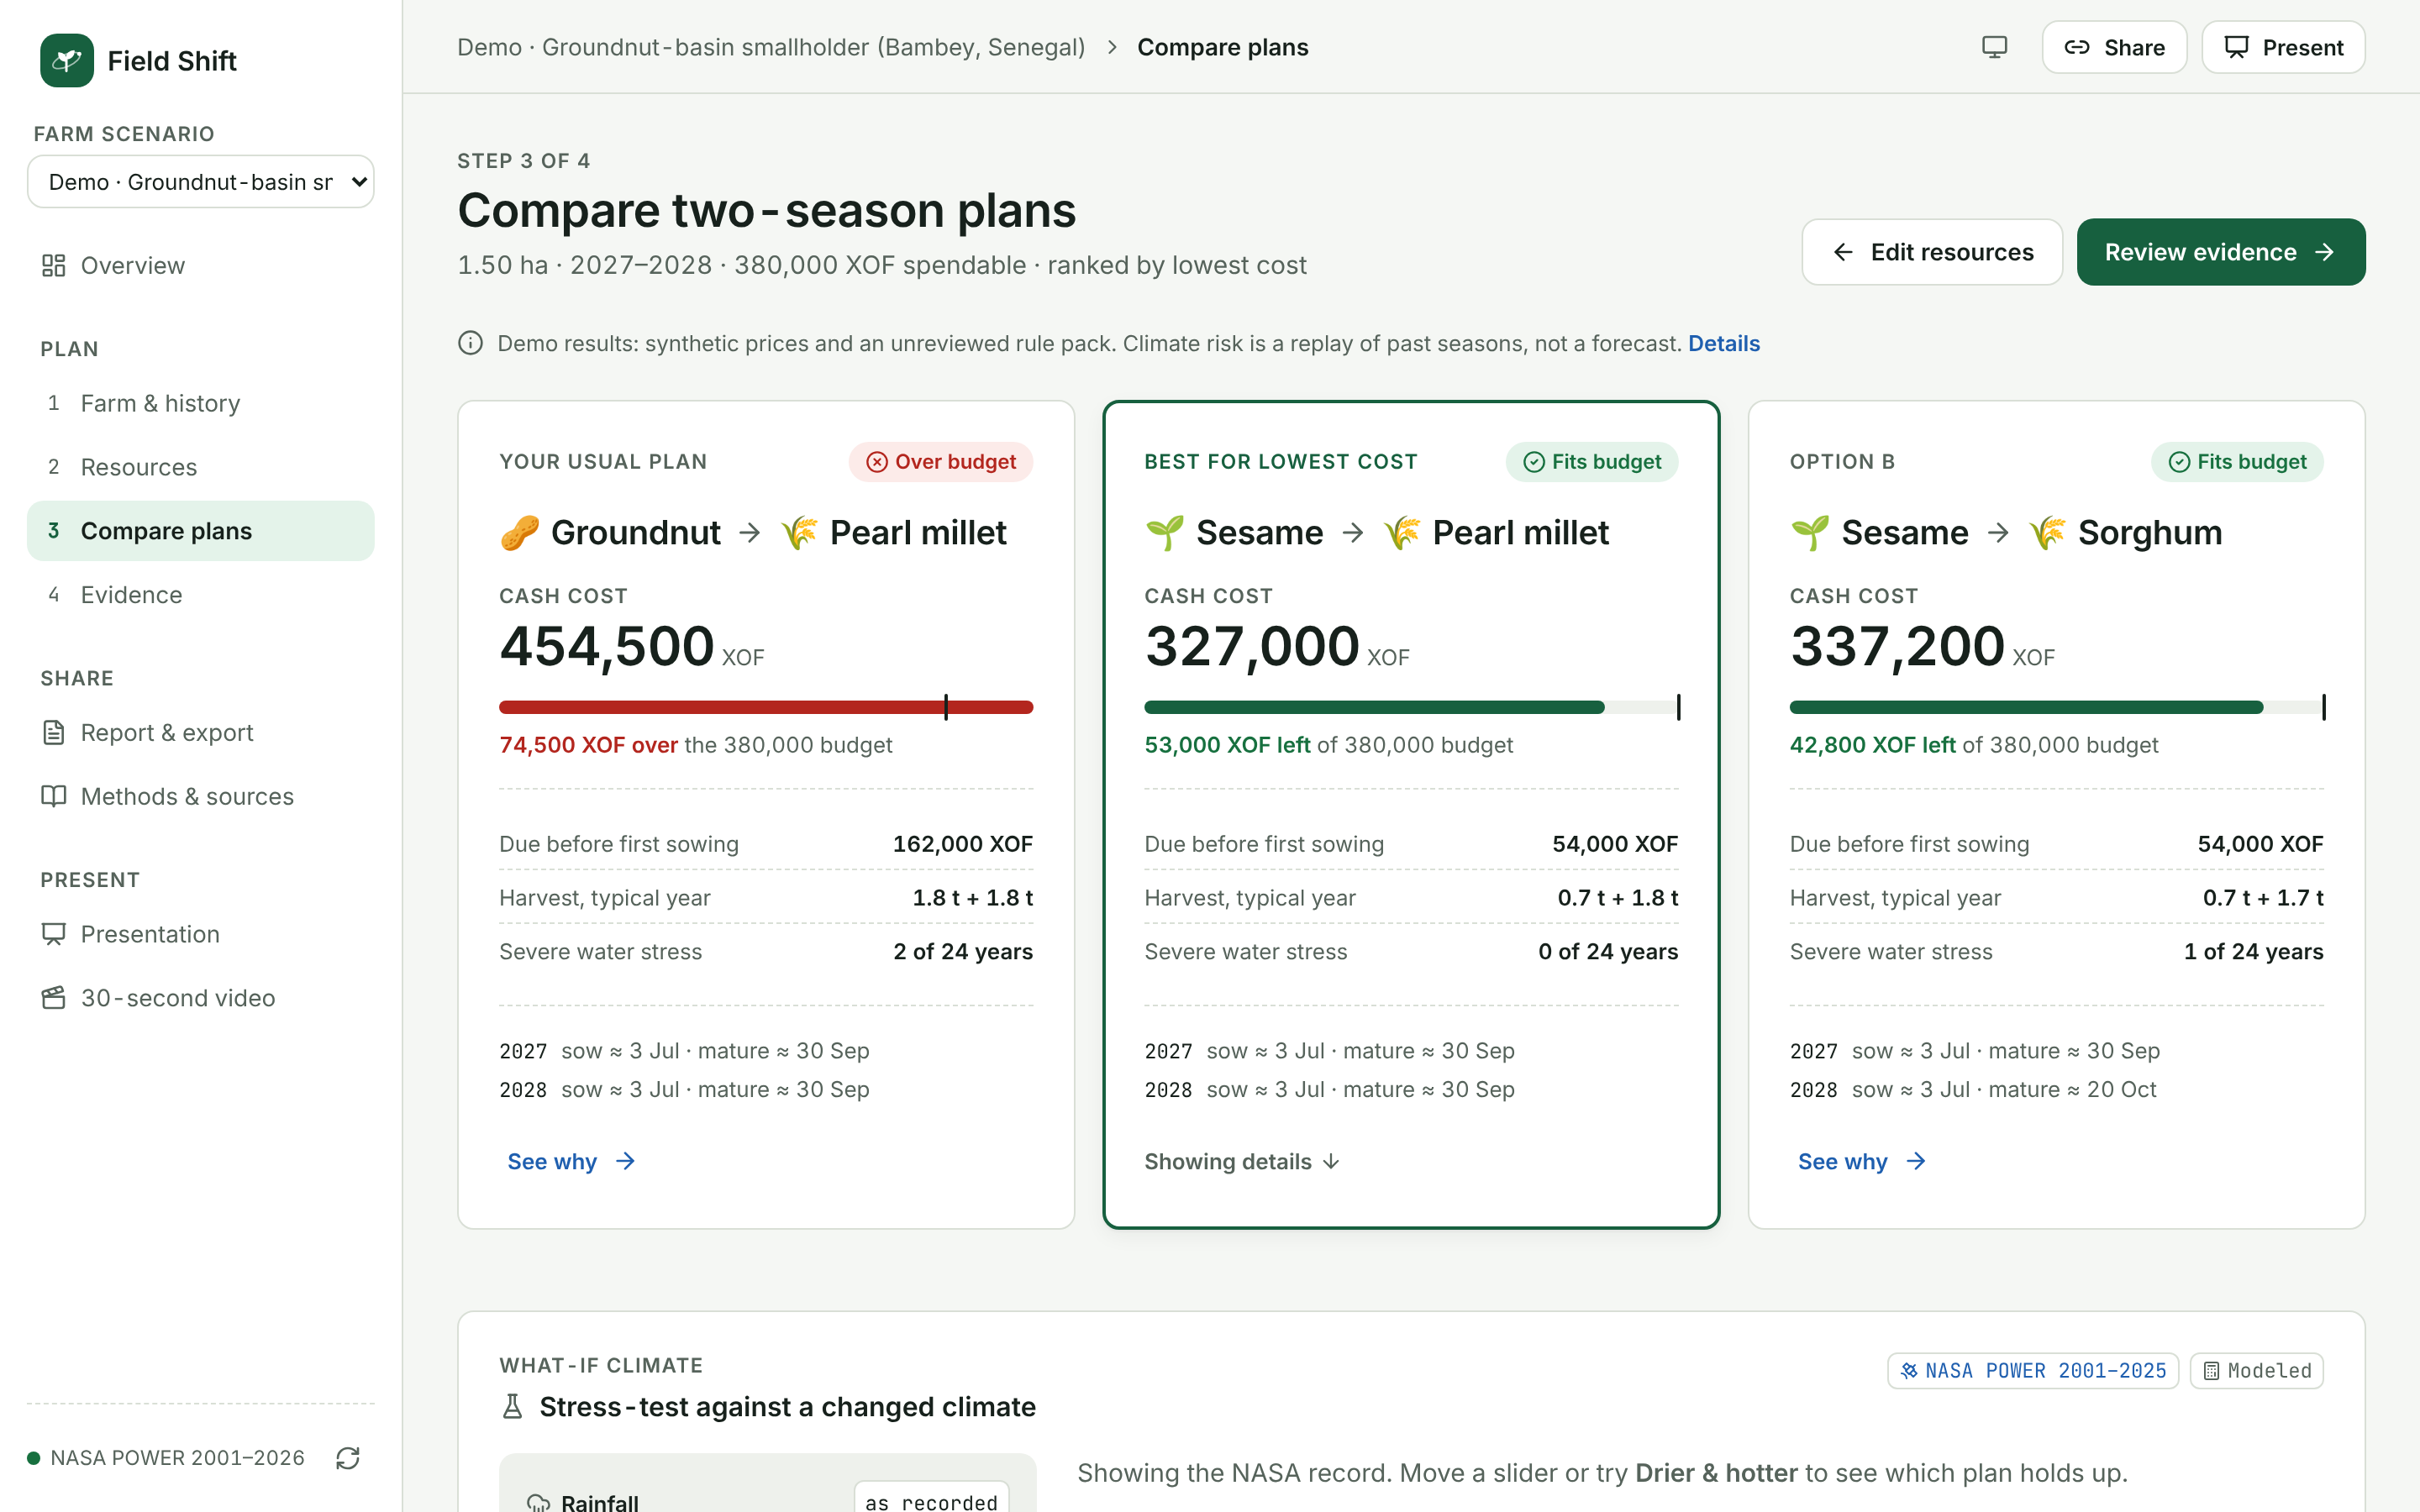 Field Shift
FARM SCENARIO
Demo · Groundnut-basin sr
Overview
PLAN
1 Farm & history
2 Resources
3 Compare plans
4 Evidence
SHARE
Report & export
Methods & sources
PRESENT
Presentation
30-second video
NASA POWER 2001–2026
Demo · Groundnut-basin smallholder (Bambey, Senegal) > Compare plans
Share
Present
STEP 3 OF 4
Compare two-season plans
1.50 ha · 2027–2028 · 380,000 XOF spendable · ranked by lowest cost
← Edit resources
Review evidence →
Demo results: synthetic prices and an unreviewed rule pack. Climate risk is a replay of past seasons, not a forecast. Details
YOUR USUAL PLAN
Over budget
Groundnut → Pearl millet
CASH COST
454,500 XOF
74,500 XOF over the 380,000 budget
Due before first sowing 162,000 XOF
Harvest, typical year 1.8 t + 1.8 t
Severe water stress 2 of 24 years
2027 sow ≈ 3 Jul · mature ≈ 30 Sep
2028 sow ≈ 3 Jul · mature ≈ 30 Sep
See why →
BEST FOR LOWEST COST
Fits budget
Sesame → Pearl millet
CASH COST
327,000 XOF
53,000 XOF left of 380,000 budget
Due before first sowing 54,000 XOF
Harvest, typical year 0.7 t + 1.8 t
Severe water stress 0 of 24 years
2027 sow ≈ 3 Jul · mature ≈ 30 Sep
2028 sow ≈ 3 Jul · mature ≈ 30 Sep
Showing details ↓
OPTION B
Fits budget
Sesame → Sorghum
CASH COST
337,200 XOF
42,800 XOF left of 380,000 budget
Due before first sowing 54,000 XOF
Harvest, typical year 0.7 t + 1.7 t
Severe water stress 1 of 24 years
2027 sow ≈ 3 Jul · mature ≈ 30 Sep
2028 sow ≈ 3 Jul · mature ≈ 20 Oct
See why →
WHAT-IF CLIMATE
Stress-test against a changed climate
NASA POWER 2001–2025
Modeled
Rainfall as recorded
Showing the NASA record. Move a slider or try Drier & hotter to see which plan holds up.